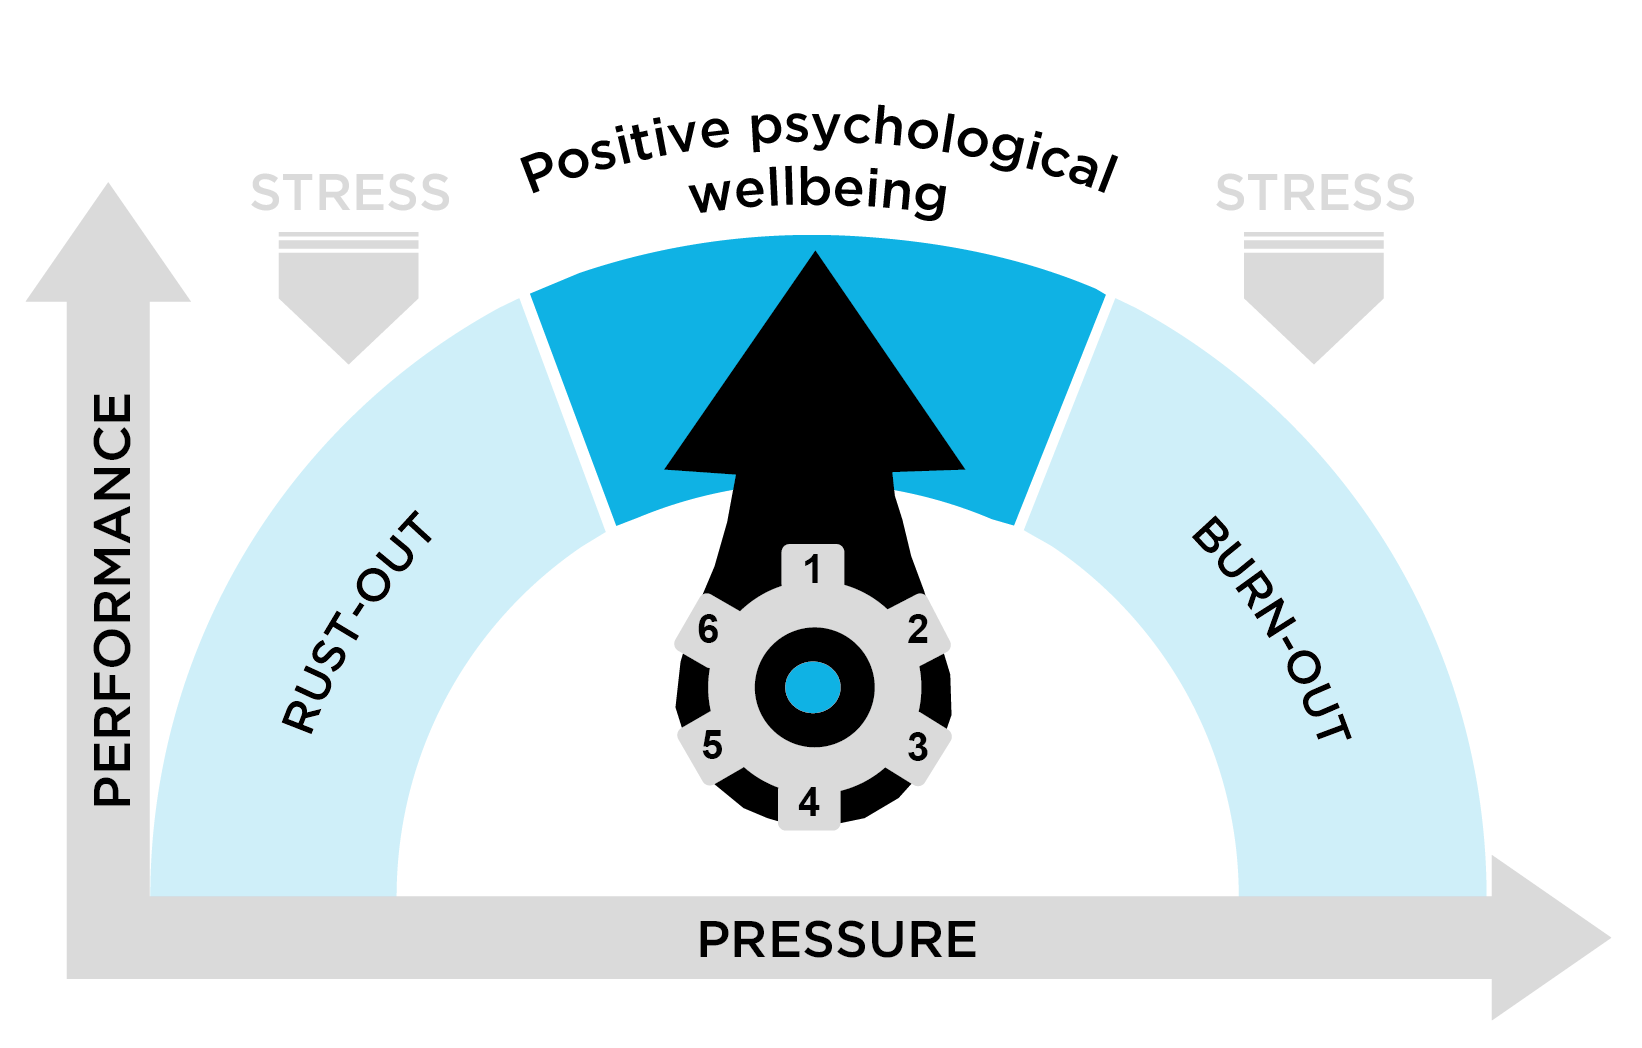 Positive psychological
wellbeing
STRESS
STRESS
PERFORMANCE
RUST-OUT
BURN-OUT
1
2
3
4
5
6
PRESSURE